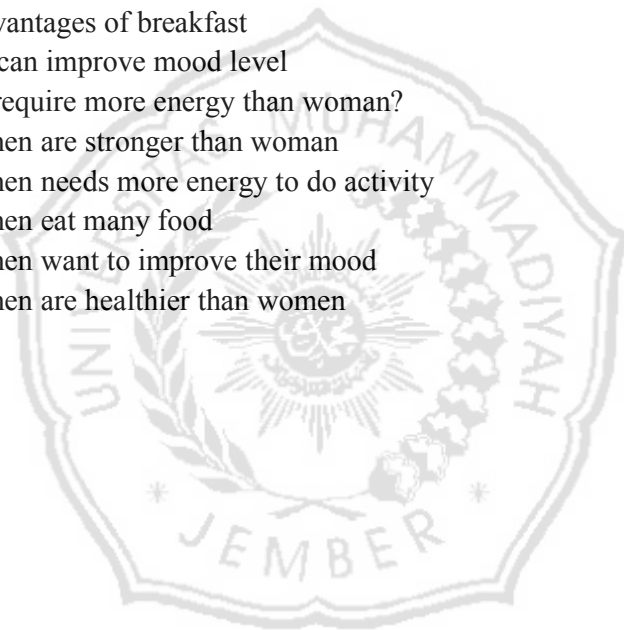 vantages of breakfast
can improve mood level
require more energy than woman?
nen are stronger than woman
nen needs more energy to do activity
nen eat many food
nen want to improve their mood
nen are healthier than women
UNIVERSITAS MUHAMMADIYAH
JEMBER